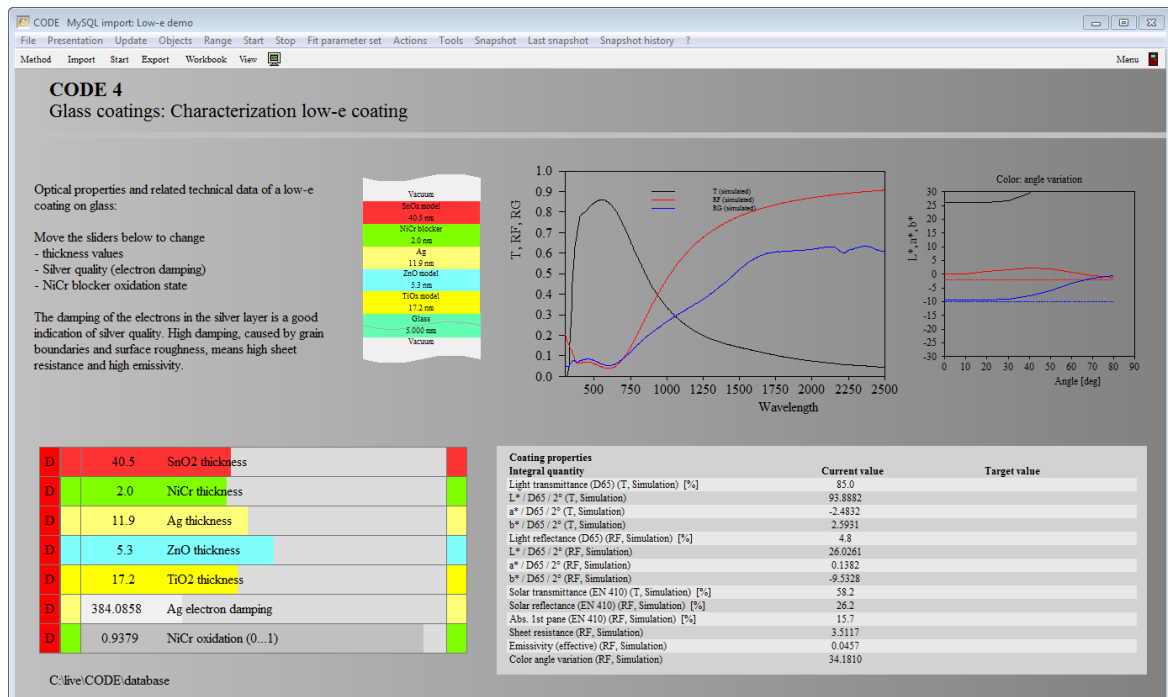 CODE MySQL import: Low-e demo
File Presentation Update Objects Range Start Stop Fit parameter set Actions Tools Snapshot Last snapshot Snapshot history ?
Method Import Start Export Workbook View Menu
CODE 4
Glass coatings: Characterization low-e coating
Optical properties and related technical data of a low-e
coating on glass:
Move the sliders below to change
- thickness values
- Silver quality (electron damping)
- NiCr blocker oxidation state
The damping of the electrons in the silver layer is a good
indication of silver quality. High damping, caused by grain
boundaries and surface roughness, means high sheet
resistance and high emissivity.
Vacuum
SnOx model
40.5 nm
NiCr blocker
2.0 nm
Ag
11.9 nm
ZnO model
5.3 nm
TiOx model
17.2 nm
Glass
5.000 mm
Vacuum
T, RF, RG
1.0
0.9
0.8
0.7
0.6
0.5
0.4
0.3
0.2
0.1
0.0
T (simulated)
RF (simulated)
RG (simulated)
500 750 1000 1250 1500 1750 2000 2250 2500
Wavelength
Color: angle variation
L*, a*, b*
30
25
20
15
10
5
0
-5
-10
-15
-20
-25
-30
0 10 20 30 40 50 60 70 80 90
Angle [deg]
D 40.5 SnO2 thickness
D 2.0 NiCr thickness
D 11.9 Ag thickness
D 5.3 ZnO thickness
D 17.2 TiO2 thickness
D 384.0858 Ag electron damping
D 0.9379 NiCr oxidation (0...1)
Coating properties
Integral quantity Current value Target value
Light transmittance (D65) (T, Simulation) [%] 85.0
L* / D65 / 2° (T, Simulation) 93.8882
a* / D65 / 2° (T, Simulation) -2.4832
b* / D65 / 2° (T, Simulation) 2.5931
Light reflectance (D65) (RF, Simulation) [%] 4.8
L* / D65 / 2° (RF, Simulation) 26.0261
a* / D65 / 2° (RF, Simulation) 0.1382
b* / D65 / 2° (RF, Simulation) -9.5328
Solar transmittance (EN 410) (T, Simulation) [%] 58.2
Solar reflectance (EN 410) (RF, Simulation) [%] 26.2
Abs. 1st pane (EN 410) (RF, Simulation) [%] 15.7
Sheet resistance (RF, Simulation) 3.5117
Emissivity (effective) (RF, Simulation) 0.0457
Color angle variation (RF, Simulation) 34.1810
C:\live\CODE\database